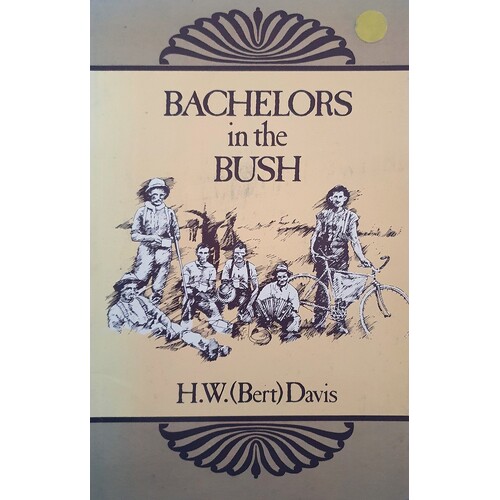 BACHELORS
in the
BUSH
H.W.(Bert)Davis